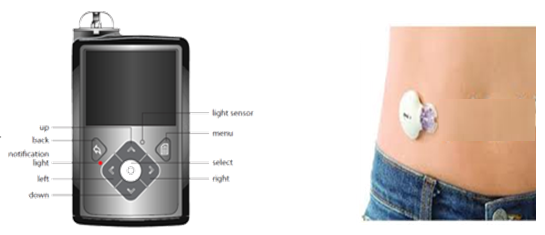 up
back
notification
light
left
down
light sensor
menu
select
right